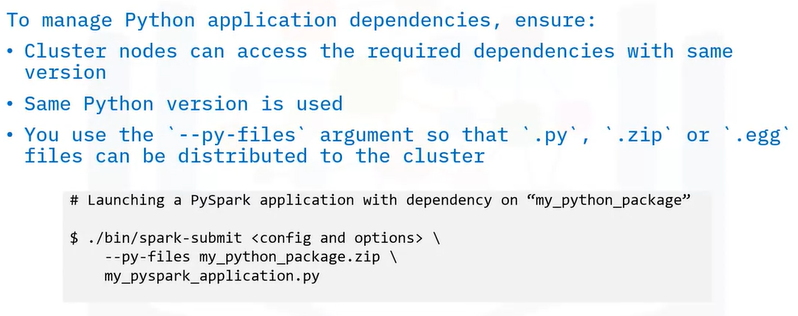 To manage Python application dependencies, ensure:
• Cluster nodes can access the required dependencies with same
version
• Same Python version is used
• You use the `--py-files` argument so that `.py`, `.zip` or `.egg`
files can be distributed to the cluster
# Launching a PySpark application with dependency on “my_python_package”
$ ./bin/spark-submit <config and options> \
--py-files my_python_package.zip \
my_pyspark_application.py